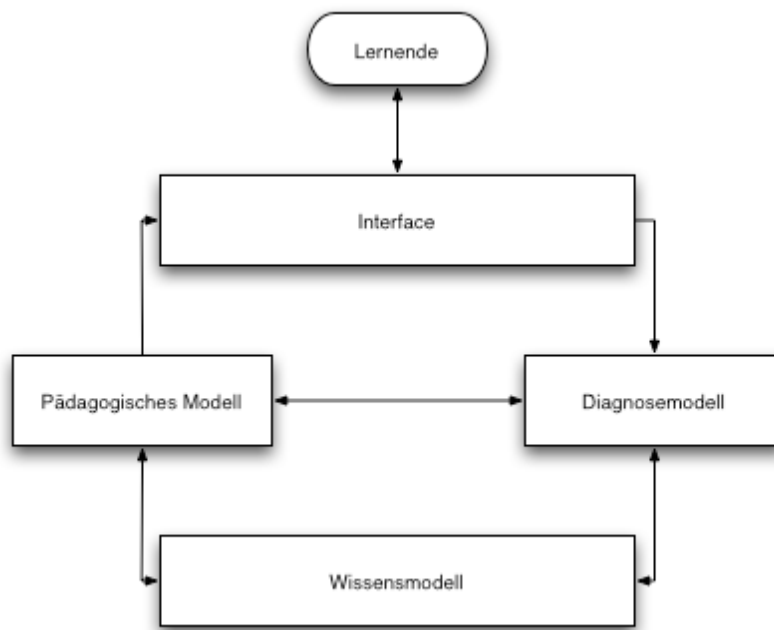 Lernende
Interface
Pädagogisches Modell
Diagnosemodell
Wissensmodell